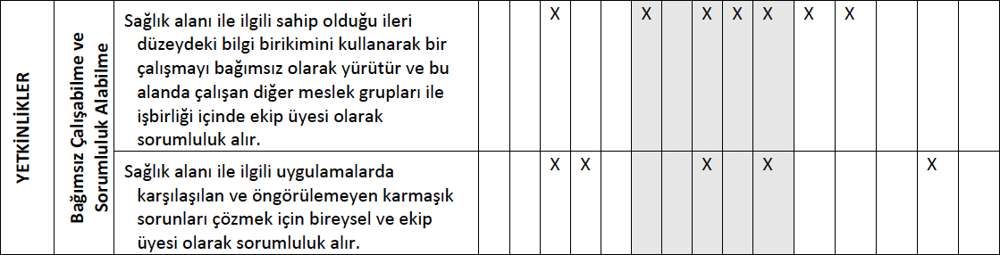 YETKİNLİKLER
Bağımsız Çalışabilme ve
Sorumluluk Alabilme
Sağlık alanı ile ilgili sahip olduğu ileri
düzeydeki bilgi birikimini kullanarak bir
çalışmayı bağımsız olarak yürütür ve bu
alanda çalışan diğer meslek grupları ile
işbirliği içinde ekip üyesi olarak
sorumluluk alır.
X X X X X X X
Sağlık alanı ile ilgili uygulamalarda
karşılaşılan ve öngörülemeyen karmaşık
sorunları çözmek için bireysel ve ekip
üyesi olarak sorumluluk alır.
X X X X X